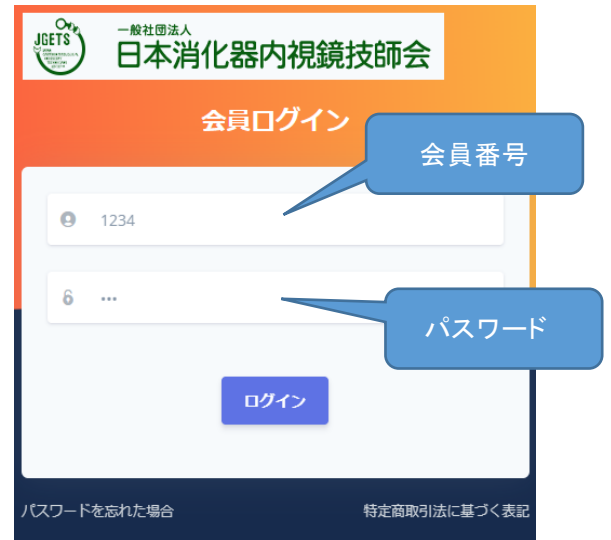 JGETS
一般社団法人
日本消化器内視鏡技師会
会員ログイン
会員番号
1234
•••
パスワード
ログイン
パスワードを忘れた場合
特定商取引法に基づく表記